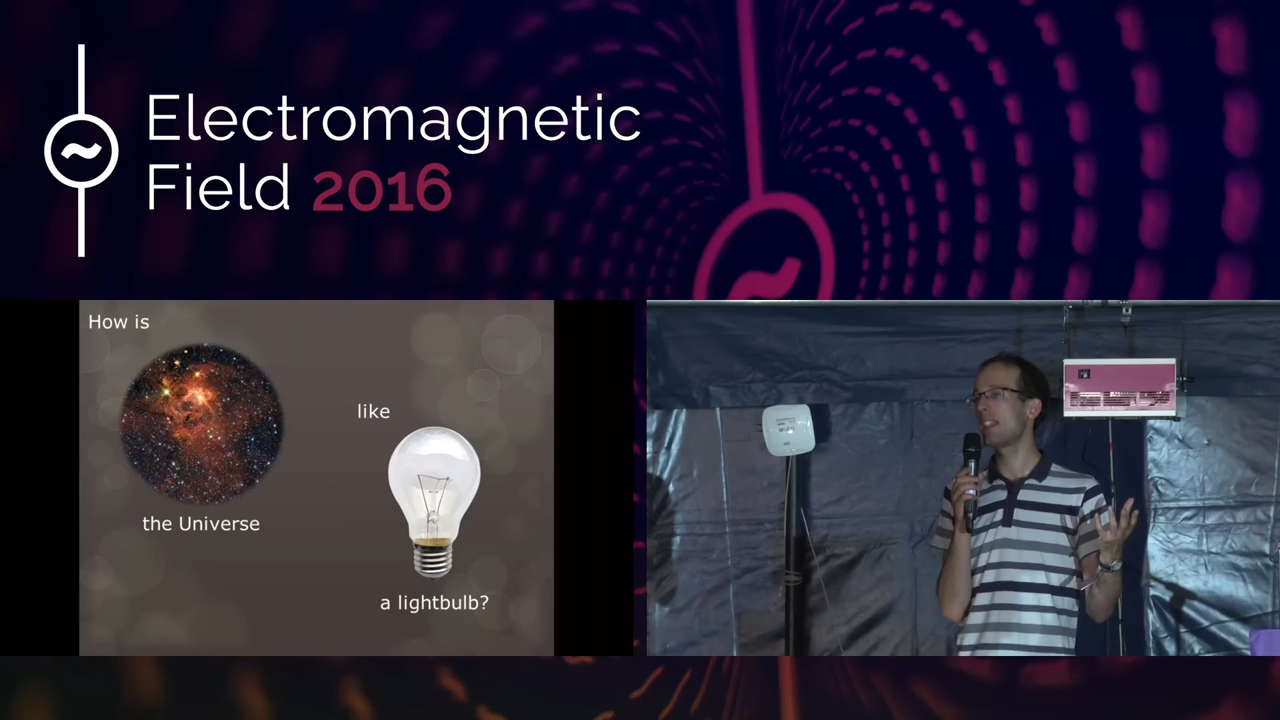 Electromagnetic
Field 2016
How is
like
the Universe
a lightbulb?